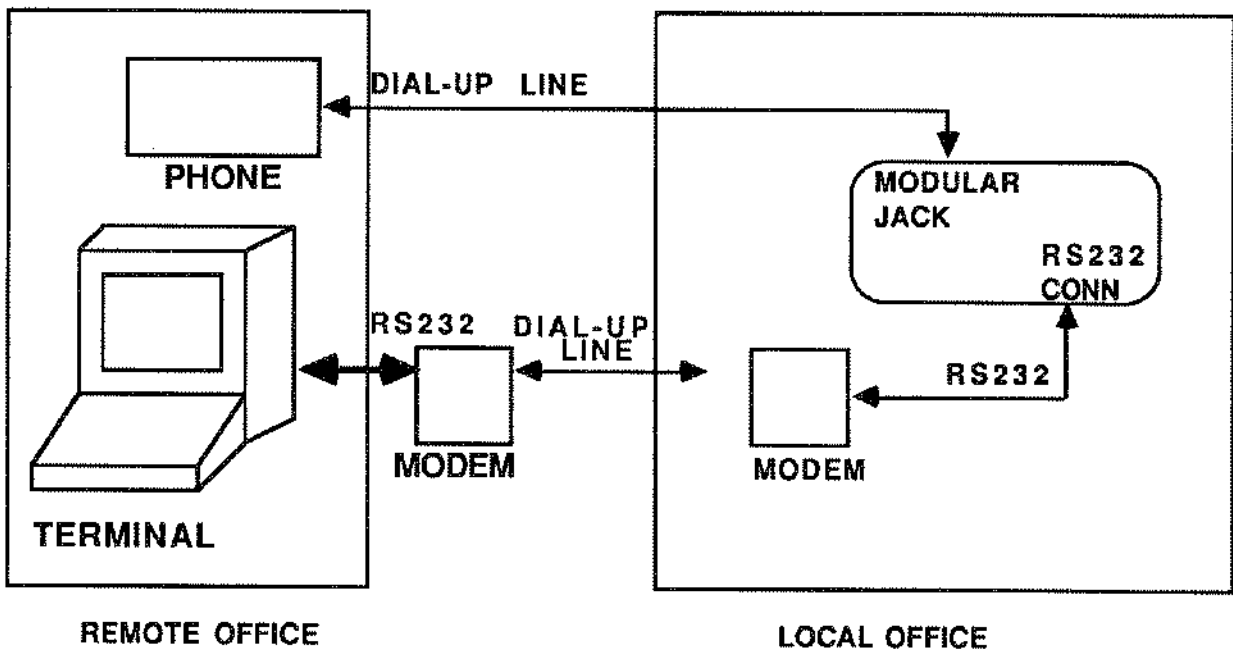 DIAL-UP LINE
PHONE
MODULAR
JACK
RS232
CONN
RS232
DIAL-UP
LINE
RS232
MODEM
MODEM
TERMINAL
REMOTE OFFICE
LOCAL OFFICE